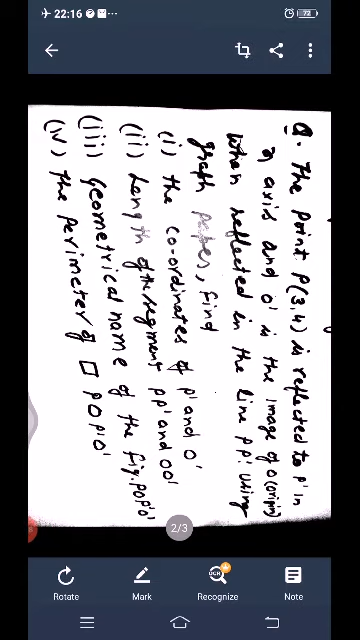 22:16
72
Q. The point P(3,4) is reflected to P' in
x axis and O' is the image of O (origin)
when reflected in the line PP'. Using
graph paper, find
(i) the co-ordinates of P' and O'
(ii) Length of the segment PP' and OO'
(iii) Geometrical name of the fig. POP'O'
(iv) The perimeter of □ POP'O'
2/3
Rotate
Mark
OCR
Recognize
Note